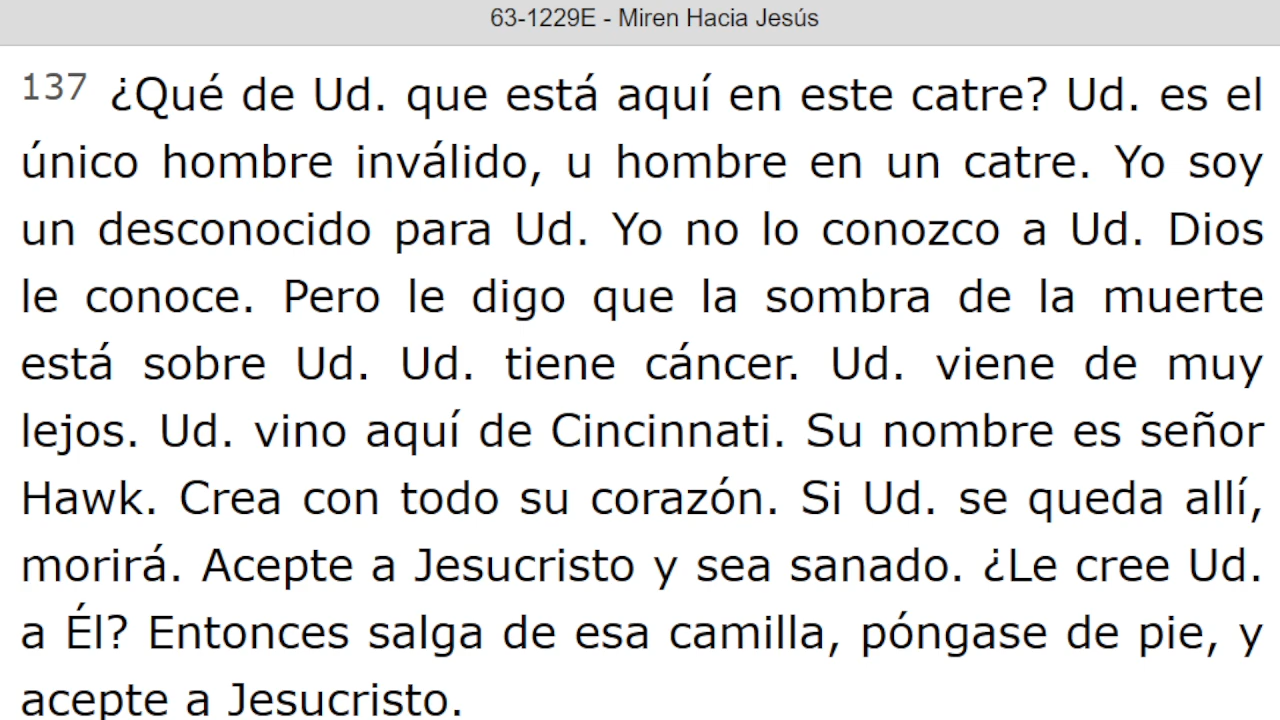 63-1229E - Miren Hacia Jesús
137 ¿Qué de Ud. que está aquí en este catre? Ud. es el
único hombre inválido, u hombre en un catre. Yo soy
un desconocido para Ud. Yo no lo conozco a Ud. Dios
le conoce. Pero le digo que la sombra de la muerte
está sobre Ud. Ud. tiene cáncer. Ud. viene de muy
lejos. Ud. vino aquí de Cincinnati. Su nombre es señor
Hawk. Crea con todo su corazón. Si Ud. se queda allí,
morirá. Acepte a Jesucristo y sea sanado. ¿Le cree Ud.
a Él? Entonces salga de esa camilla, póngase de pie, y
acepte a Jesucristo.